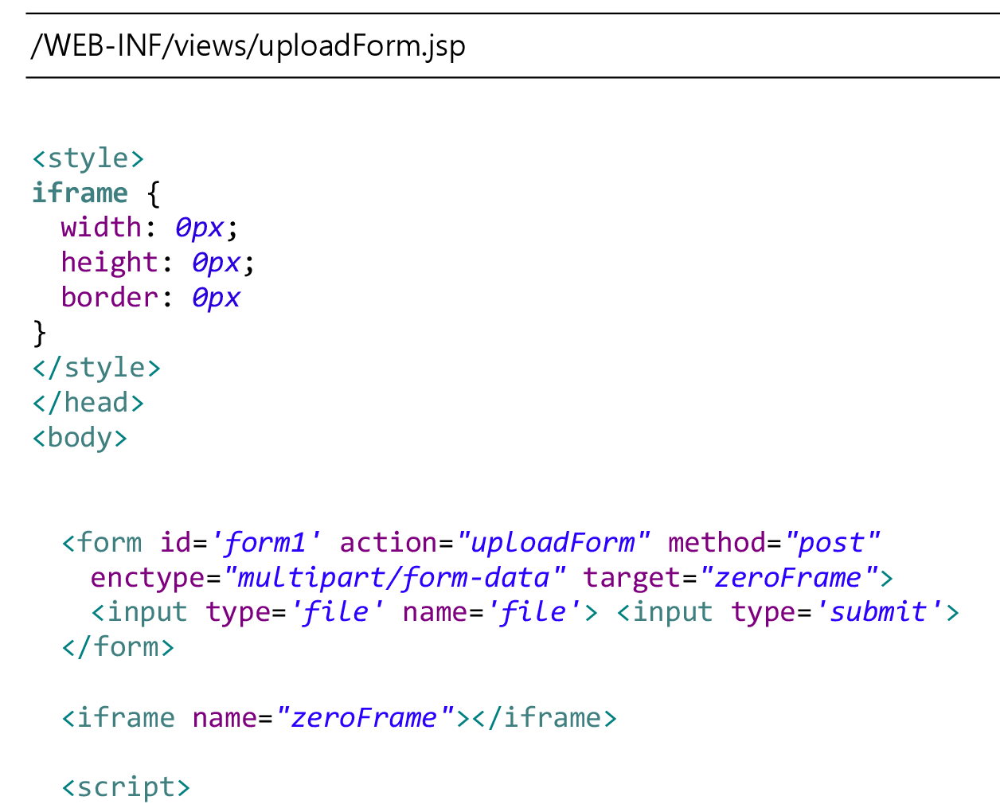 /WEB-INF/views/uploadForm.jsp
<style>
iframe {
width: 0px;
height: 0px;
border: 0px
}
</style>
</head>
<body>
<form id='form1' action="uploadForm" method="post"
enctype="multipart/form-data" target="zeroFrame">
<input type='file' name='file'> <input type='submit'>
</form>
<iframe name="zeroFrame"></iframe>
<script>